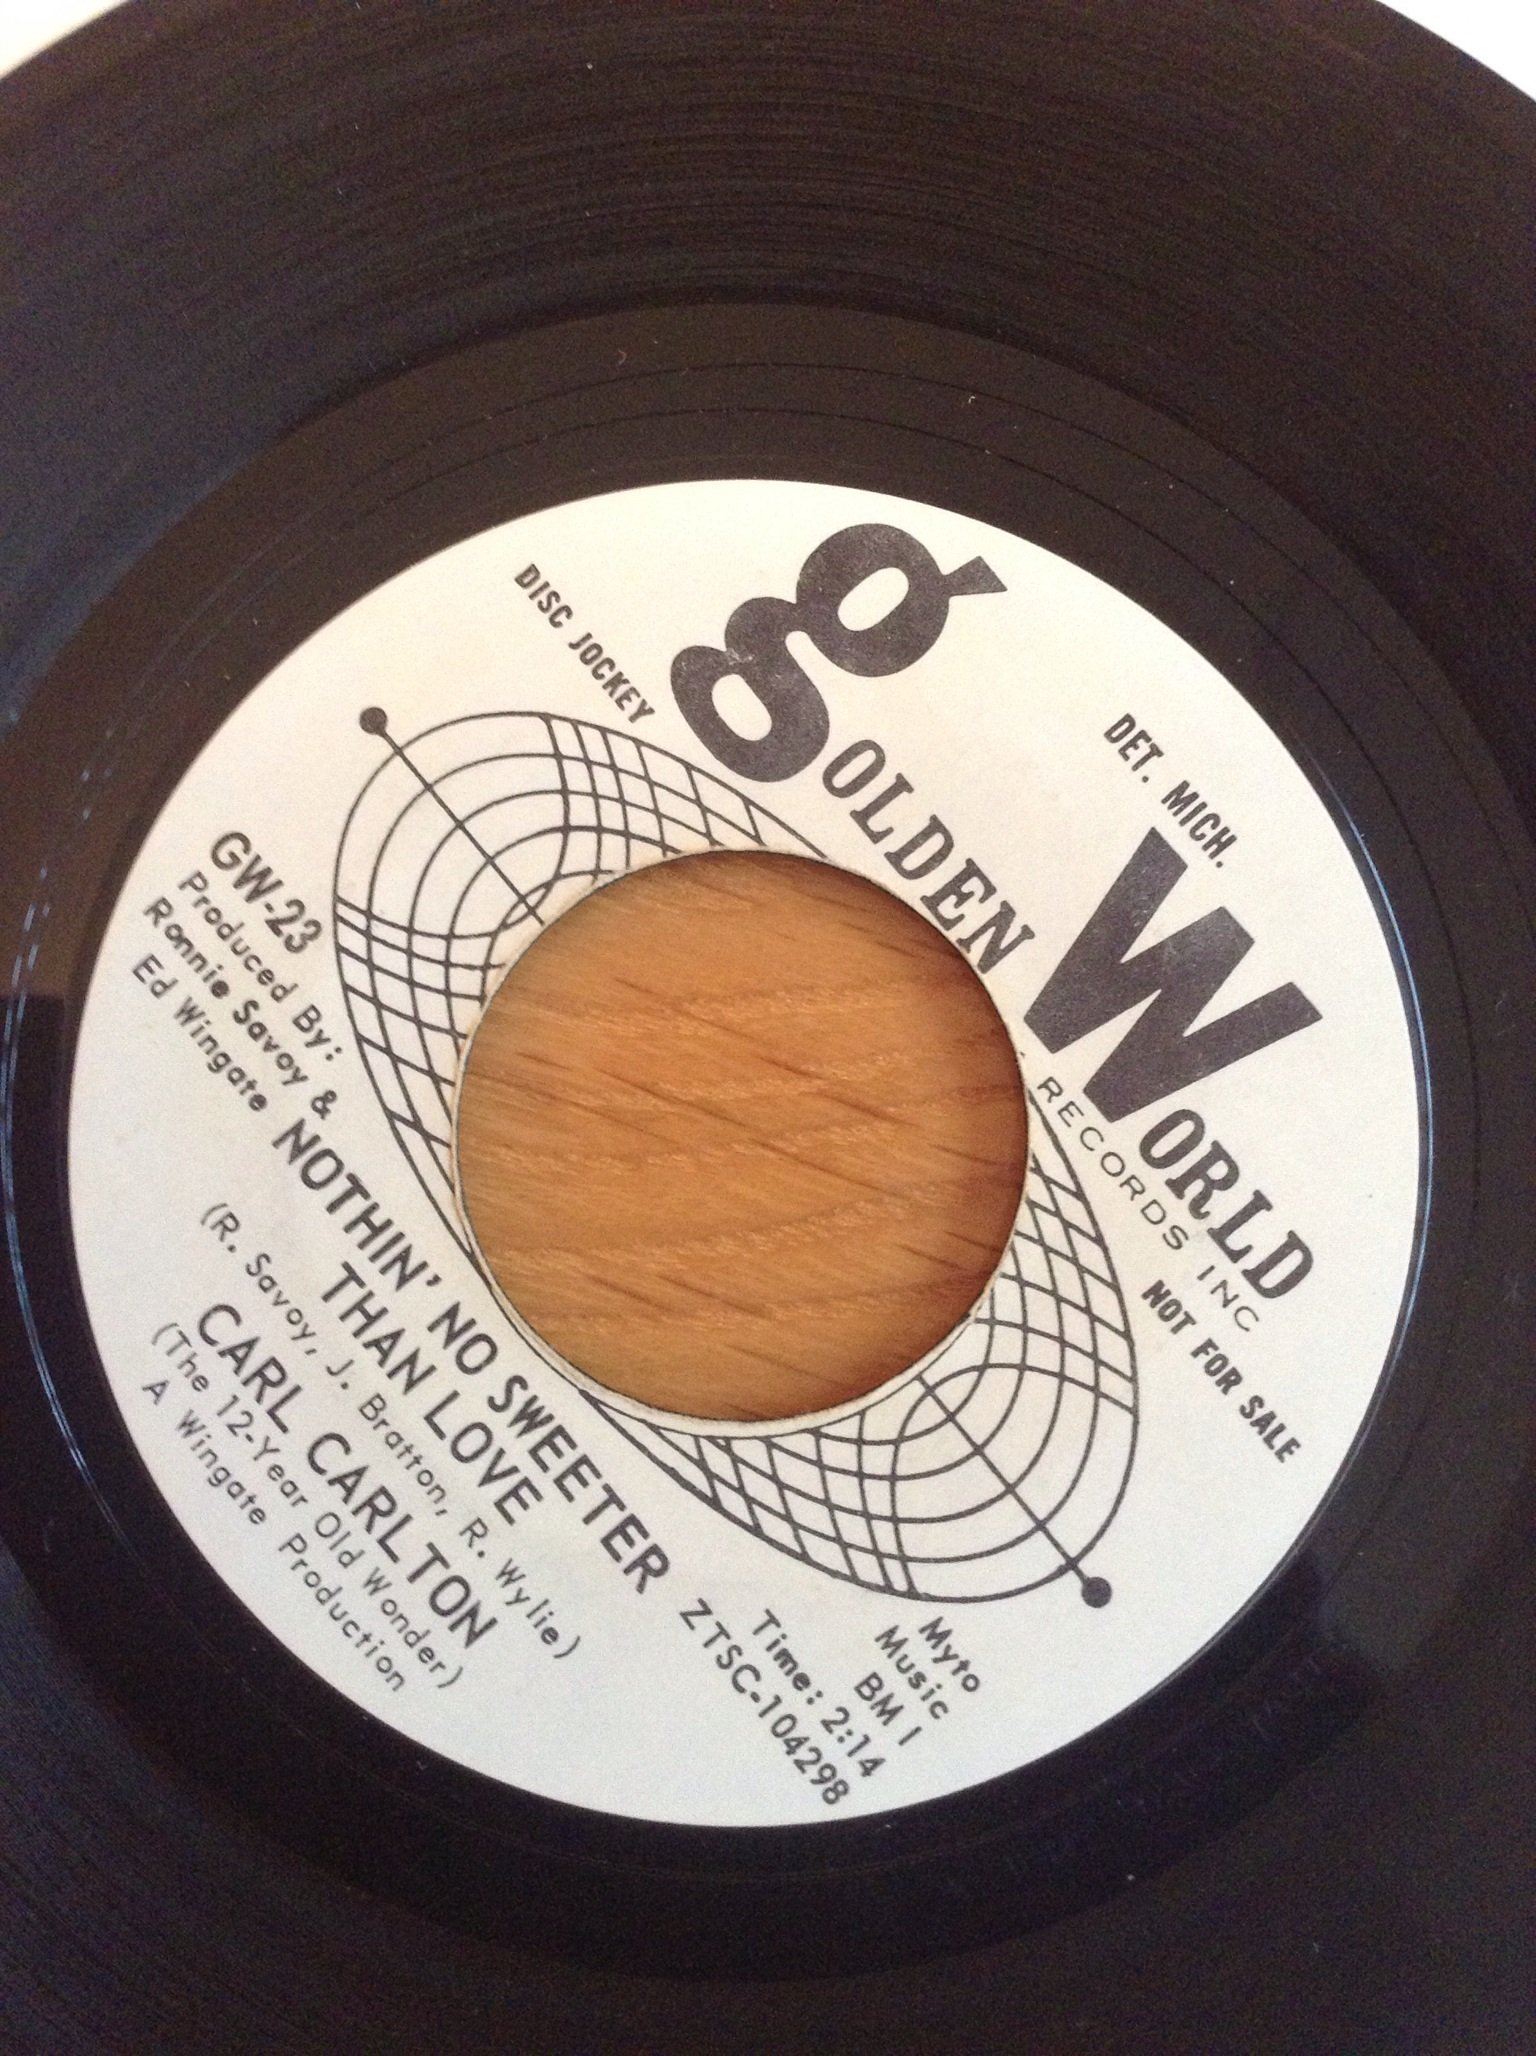 DISC JOCKEY
DET. MICH.
gOLDEN WORLD
RECORDS INC
NOT FOR SALE
GW-23
Produced By:
Ronnie Savoy &
Ed Wingate
NOTHIN' NO SWEETER
THAN LOVE
(R. Savoy, J. Bratton, R. Wylie)
CARL CARLTON
(The 12-Year Old Wonder)
A Wingate Production
Myto
Music
BMI
Time: 2:14
ZTSC-104298